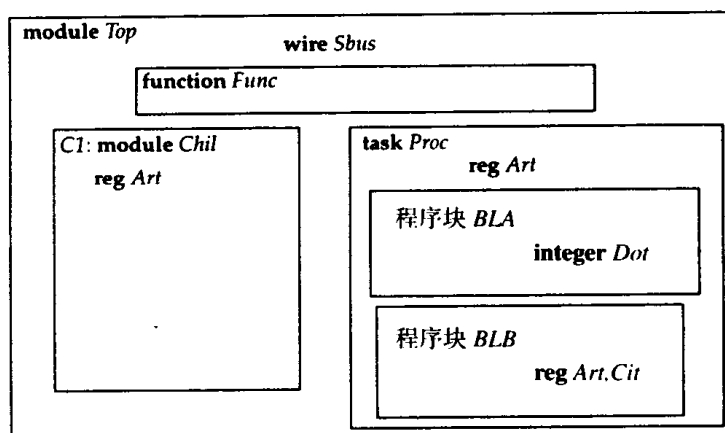 module Top
wire Sbus
function Func
C1: module Chil
reg Art
task Proc
reg Art
程序块 BLA
integer Dot
程序块 BLB
reg Art,Cit